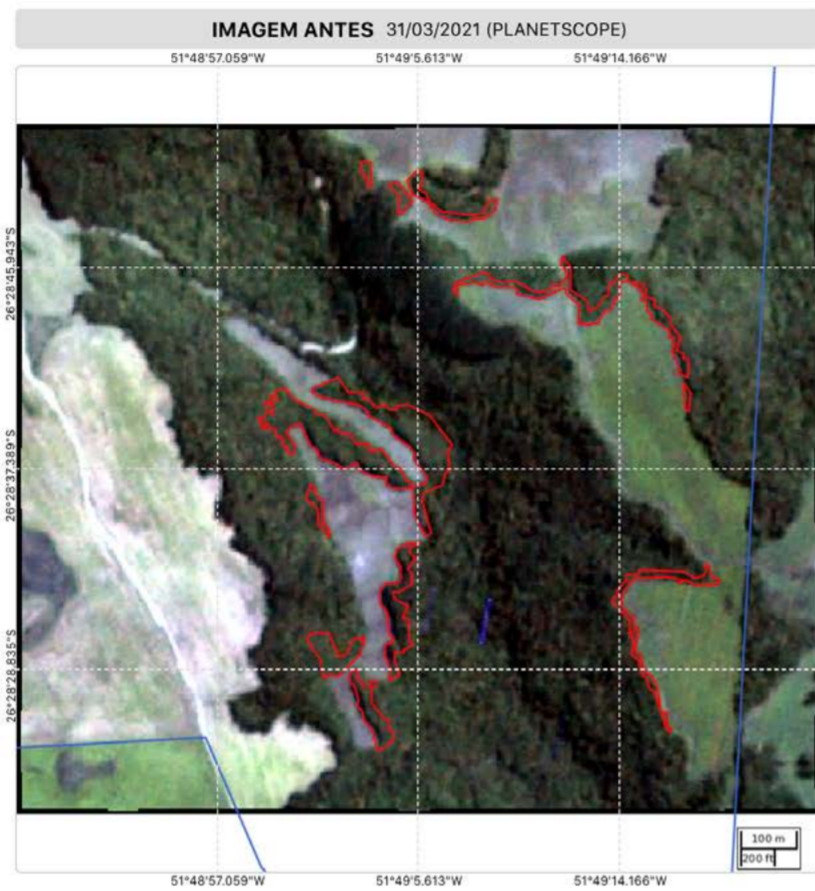 IMAGEM ANTES 31/03/2021 (PLANETSCOPE)
51°48'57.059"W 51°49'5.613"W 51°49'14.166"W
26°28'45.943"S
26°28'37.389"S
26°28'28.835"S
100 m
200 ft
51°48'57.059"W 51°49'5.613"W 51°49'14.166"W